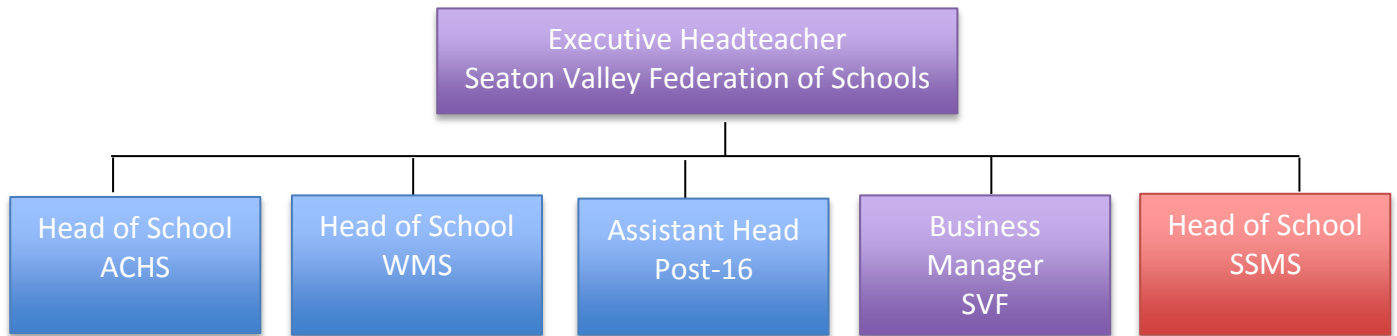 Executive Headteacher
Seaton Valley Federation of Schools
Head of School
ACHS
Head of School
WMS
Assistant Head
Post-16
Business
Manager
SVF
Head of School
SSMS